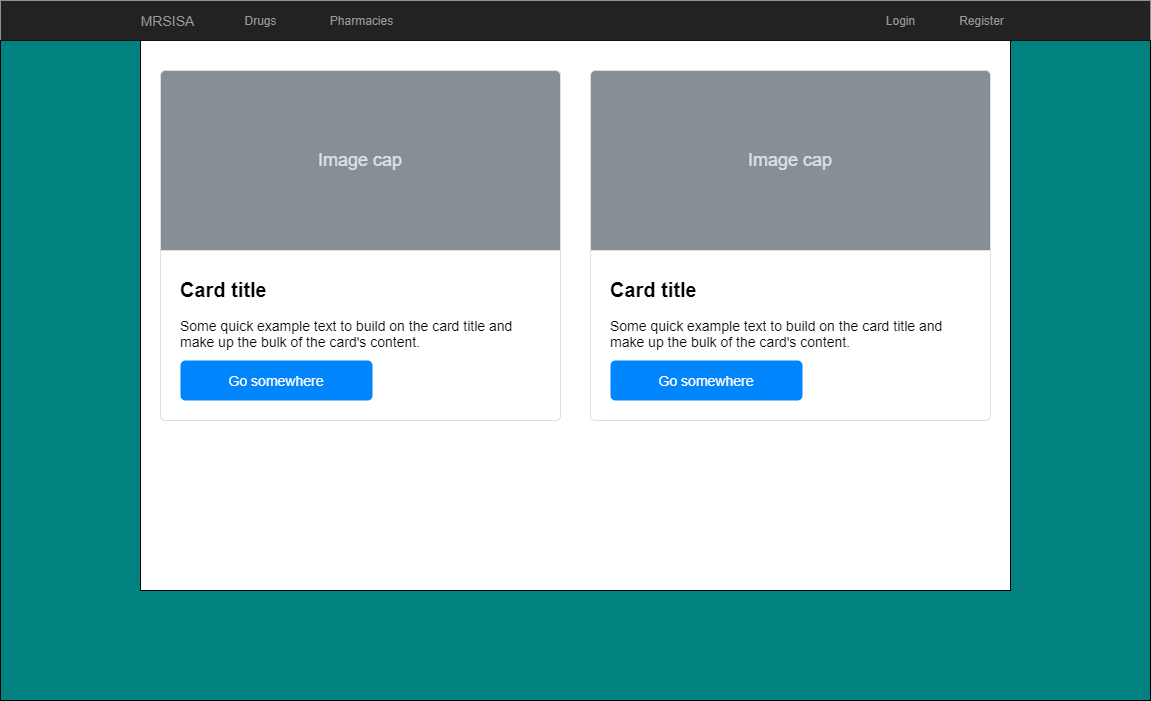 MRSISA Drugs Pharmacies Login Register
Image cap
Card title
Some quick example text to build on the card title and
make up the bulk of the card's content.
Go somewhere
Image cap
Card title
Some quick example text to build on the card title and
make up the bulk of the card's content.
Go somewhere